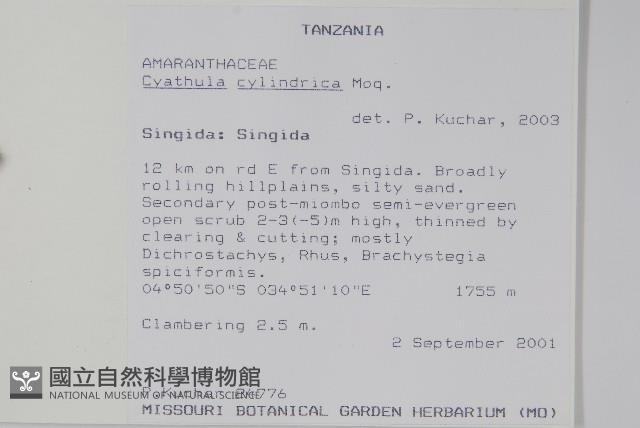 TANZANIA
AMARANTHACEAE
Cyathula cylindrica Moq.
det. P. Kuchar, 2003
Singida: Singida
12 km on rd E from Singida. Broadly
rolling hillplains, silty sand.
Secondary post-miombo semi-evergreen
open scrub 2-3(-5)m high, thinned by
clearing & cutting; mostly
Dichrostachys, Rhus, Brachystegia
spiciformis.
04°50'50"S 034°51'10"E 1755 m
Clambering 2.5 m.
2 September 2001
國立自然科學博物館
NATIONAL MUSEUM OF NATURAL SCIENCE
P. Kuchar
MISSOURI BOTANICAL GARDEN HERBARIUM (MO)